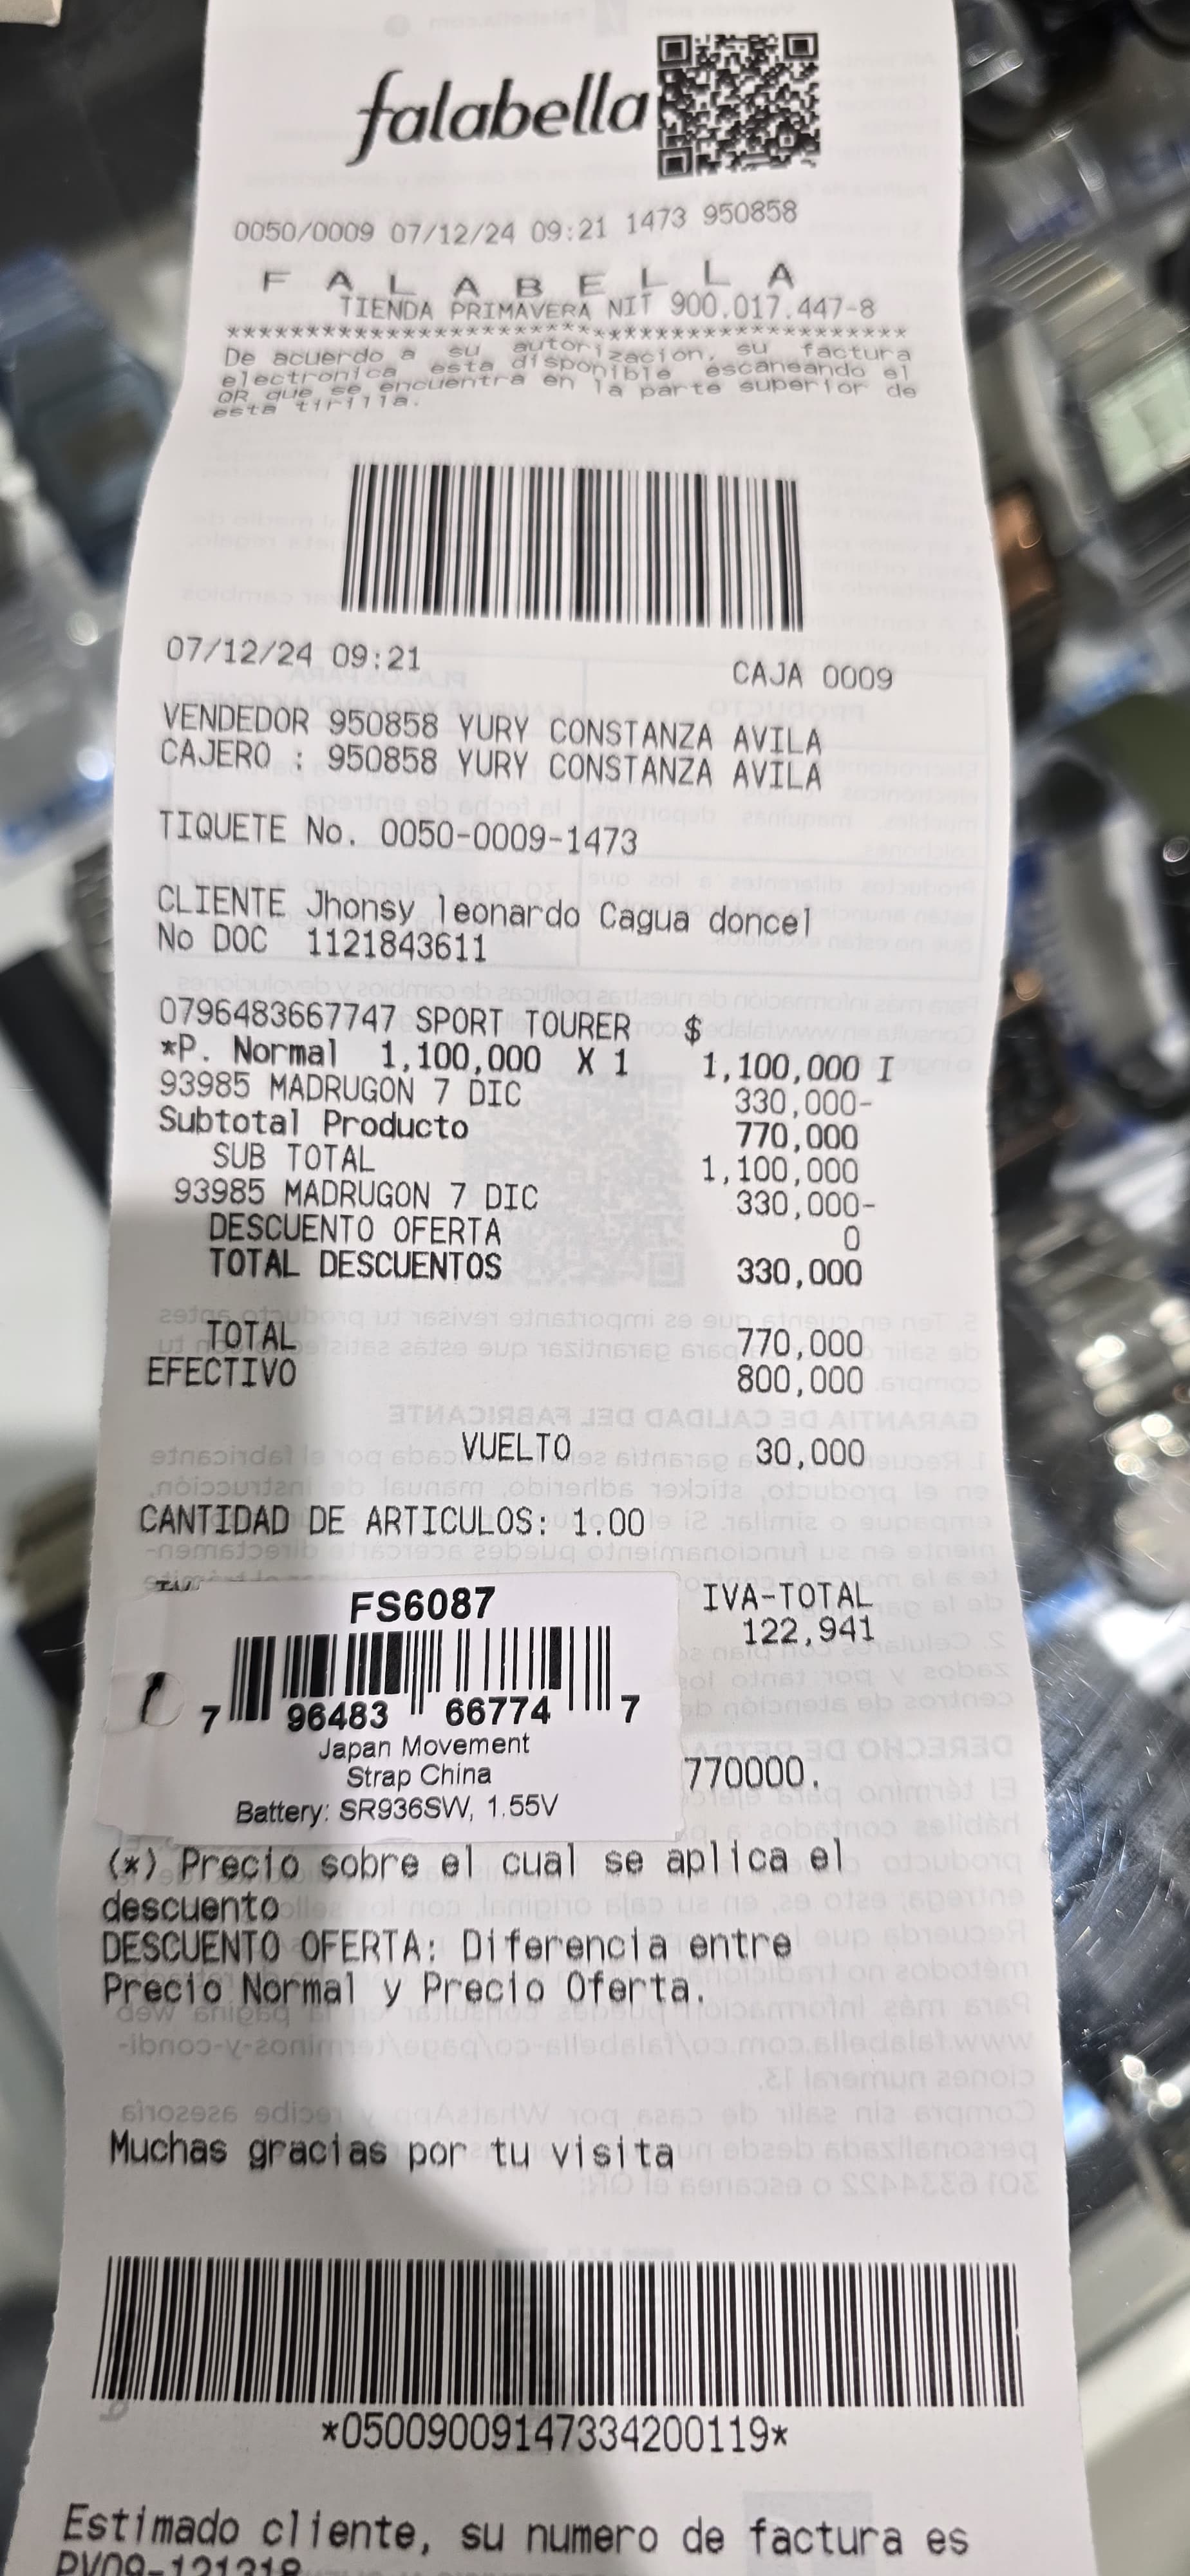 falabella
0050/0009 07/12/24 09:21 1473 950858
F A L A B E L L A
TIENDA PRIMAVERA NIT 900.017.447-8
********************************************
De acuerdo a su autorizacion, su factura
electronica esta disponible escaneando el
QR que se encuentra en la parte superior de
esta tirilla.
07/12/24 09:21
CAJA 0009
VENDEDOR 950858 YURY CONSTANZA AVILA
CAJERO : 950858 YURY CONSTANZA AVILA
TIQUETE No. 0050-0009-1473
CLIENTE Jhonsy leonardo Cagua doncel
No DOC 1121843611
0796483667747 SPORT TOURER $
*P. Normal 1,100,000 X 1 1,100,000 I
93985 MADRUGON 7 DIC 330,000-
Subtotal Producto 770,000
SUB TOTAL 1,100,000
93985 MADRUGON 7 DIC 330,000-
DESCUENTO OFERTA 0
TOTAL DESCUENTOS 330,000
TOTAL 770,000
EFECTIVO 800,000
VUELTO 30,000
CANTIDAD DE ARTICULOS: 1.00
IVA-TOTAL
122,941
FS6087
7 96483 66774 7
Japan Movement
Strap China
Battery: SR936SW, 1.55V
770000.
(*) Precio sobre el cual se aplica el
descuento
DESCUENTO OFERTA: Diferencia entre
Precio Normal y Precio Oferta.
Muchas gracias por tu visita
*05009009147334200119*
Estimado cliente, su numero de factura es
PV09-121318